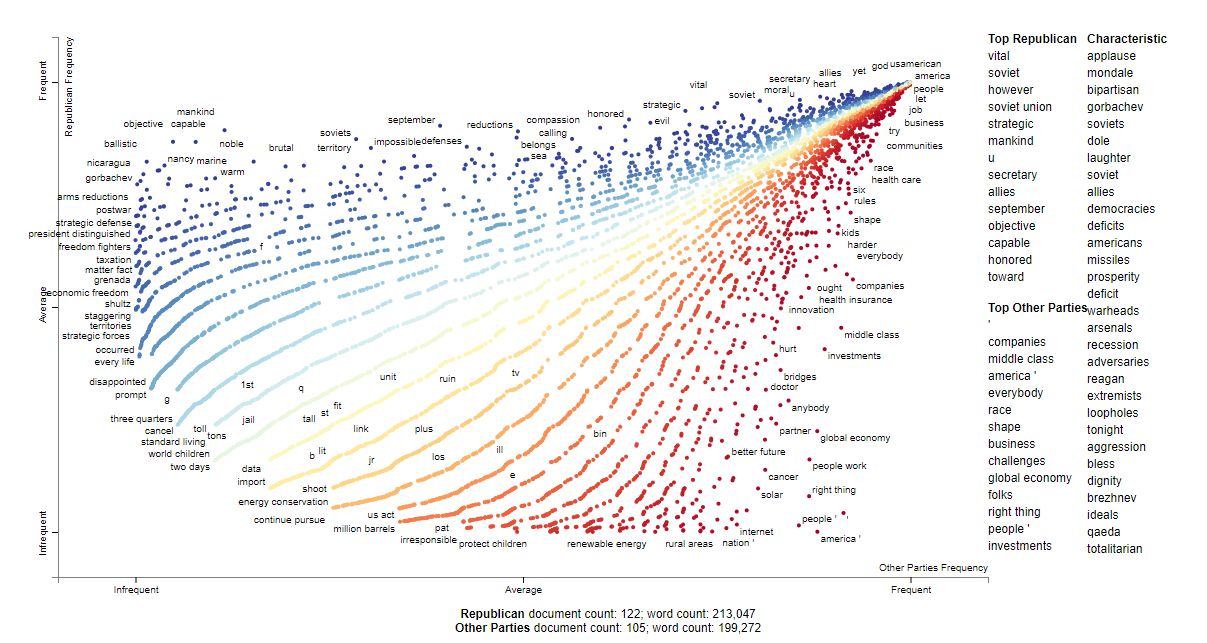 Frequent
Average
Infrequent
Republican Frequency
mankind
objective capable
ballistic
noble
nicaragua
nancy marine
warm
gorbachev
brutal
soviets
territory
september
impossible defenses
reductions
compassion
calling
belongs
sea
honored
strategic
evil
vital
soviet
secretary
moral
u
allies
heart
yet
god
us
american
america
people
let
job
business
try
communities
race
health care
six
rules
shape
kids
harder
everybody
arms reductions
postwar
strategic defense
president distinguished
freedom fighters
f
taxation
matter fact
grenada
economic freedom
shultz
staggering
territories
strategic forces
occurred
every life
disappointed
prompt
g
three quarters
cancel
toll
tons
standard living
world children
two days
1st
jail
q
tall
st
fit
unit
ruin
tv
link
plus
b
lit
jr
los
ill
e
bin
data
import
shoot
energy conservation
continue pursue
us act
million barrels
pat
irresponsible
protect children
renewable energy
rural areas
nation '
internet
ought
companies
health insurance
innovation
middle class
hurt
investments
bridges
doctor
anybody
partner
global economy
better future
people work
cancer
solar
right thing
people '
'
america '
Other Parties Frequency
Infrequent
Average
Frequent
Republican document count: 122; word count: 213,047
Other Parties document count: 105; word count: 199,272
Top Republican
vital
soviet
however
soviet union
strategic
mankind
u
secretary
allies
september
objective
capable
honored
toward
Top Other Parties
'
companies
middle class
america '
everybody
race
shape
business
challenges
global economy
folks
right thing
people '
investments
Characteristic
applause
mondale
bipartisan
gorbachev
soviets
dole
laughter
soviet
allies
democracies
deficits
americans
missiles
prosperity
deficit
warheads
arsenals
recession
adversaries
reagan
extremists
loopholes
tonight
aggression
bless
dignity
brezhnev
ideals
qaeda
totalitarian